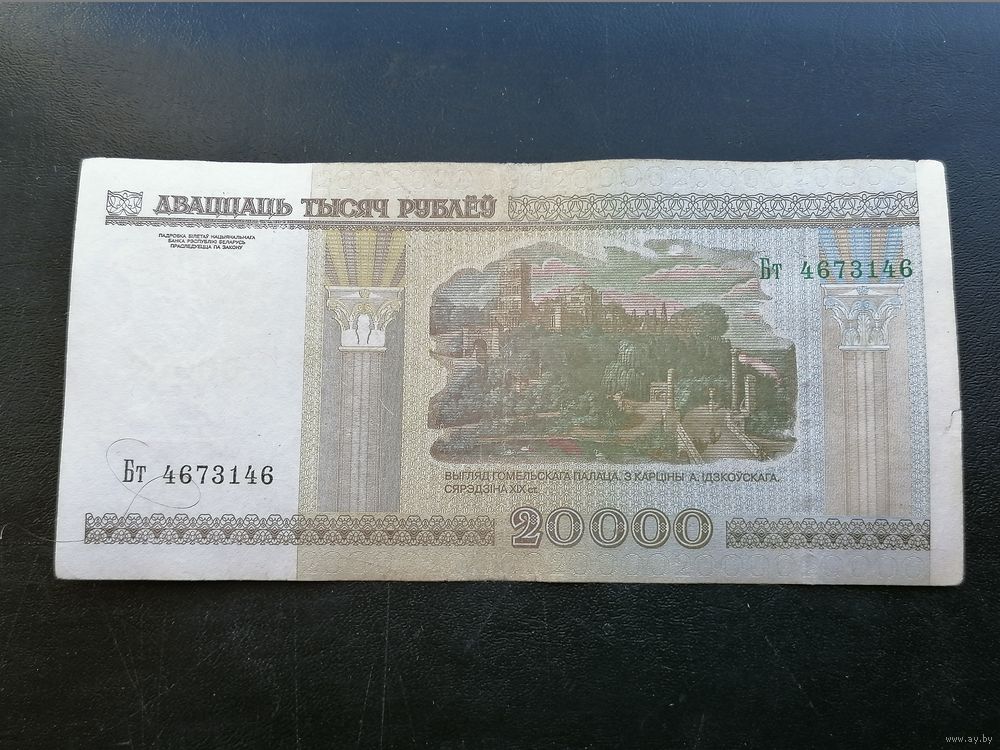 ДВАЦЦАЦЬ ТЫСЯЧ РУБЛЁЎ
ПАДРОБКА БІЛЕТАЎ НАЦЫЯНАЛЬНАГА
БАНКА РЭСПУБЛІКІ БЕЛАРУСЬ
ПРАСЛЕДУЕЦЦА ПА ЗАКОНУ
Бт 4673146
Бт 4673146
ВЫГЛЯД ГОМЕЛЬСКАГА ПАЛАЦА. З КАРЦІНЫ А. ІДЗКОЎСКАГА.
СЯРЭДЗІНА XIX ст.
20000
www.ay.by